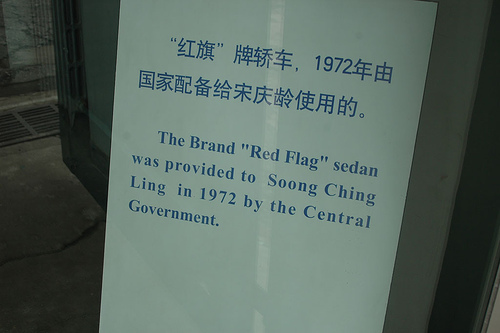 “红旗”牌轿车，1972年由
国家配备给宋庆龄使用的。
The Brand "Red Flag" sedan
was provided to Soong Ching
Ling in 1972 by the Central
Government.